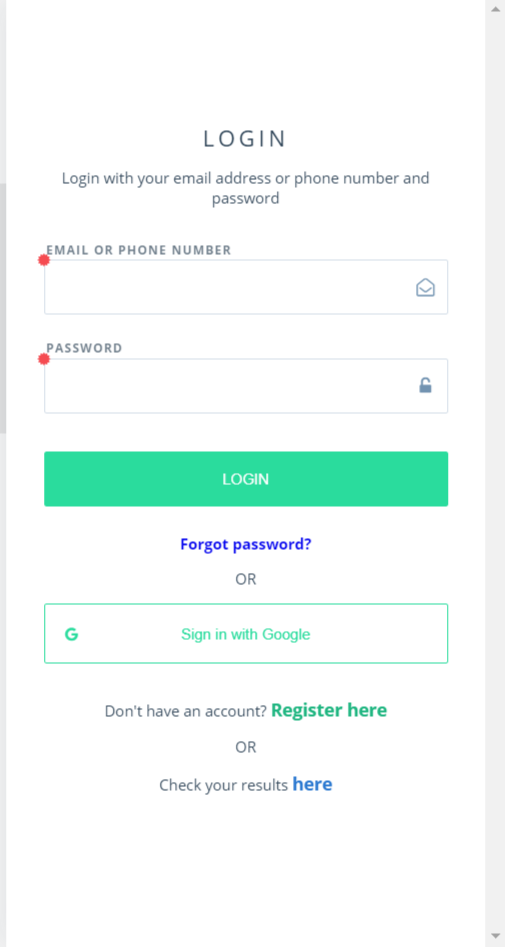 LOGIN
Login with your email address or phone number and
password
EMAIL OR PHONE NUMBER
PASSWORD
LOGIN
Forgot password?
OR
G Sign in with Google
Don't have an account? Register here
OR
Check your results here